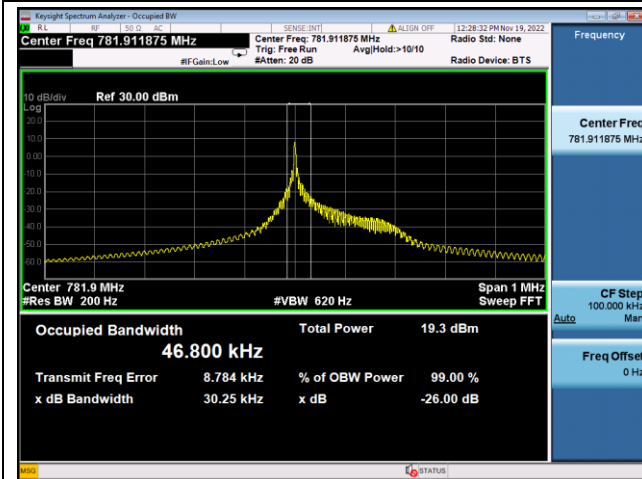 Keysight Spectrum Analyzer - Occupied BW
RL RF 50 Ω AC SENSE:INT ALIGN OFF 12:28:32 PM Nov 19, 2022
Center Freq 781.911875 MHz
Center Freq: 781.911875 MHz Radio Std: None
Trig: Free Run Avg|Hold:>10/10
#IFGain:Low #Atten: 20 dB Radio Device: BTS
10 dB/div Ref 30.00 dBm
Log
20.0
10.0
0.00
-10.0
-20.0
-30.0
-40.0
-50.0
-60.0
Center 781.9 MHz Span 1 MHz
#Res BW 200 Hz #VBW 620 Hz Sweep FFT
Occupied Bandwidth Total Power 19.3 dBm
46.800 kHz
Transmit Freq Error 8.784 kHz % of OBW Power 99.00 %
x dB Bandwidth 30.25 kHz x dB -26.00 dB
MSG STATUS
Frequency
Center Freq
781.911875 MHz
CF Step
100.000 kHz
Auto Man
Freq Offset
0 Hz